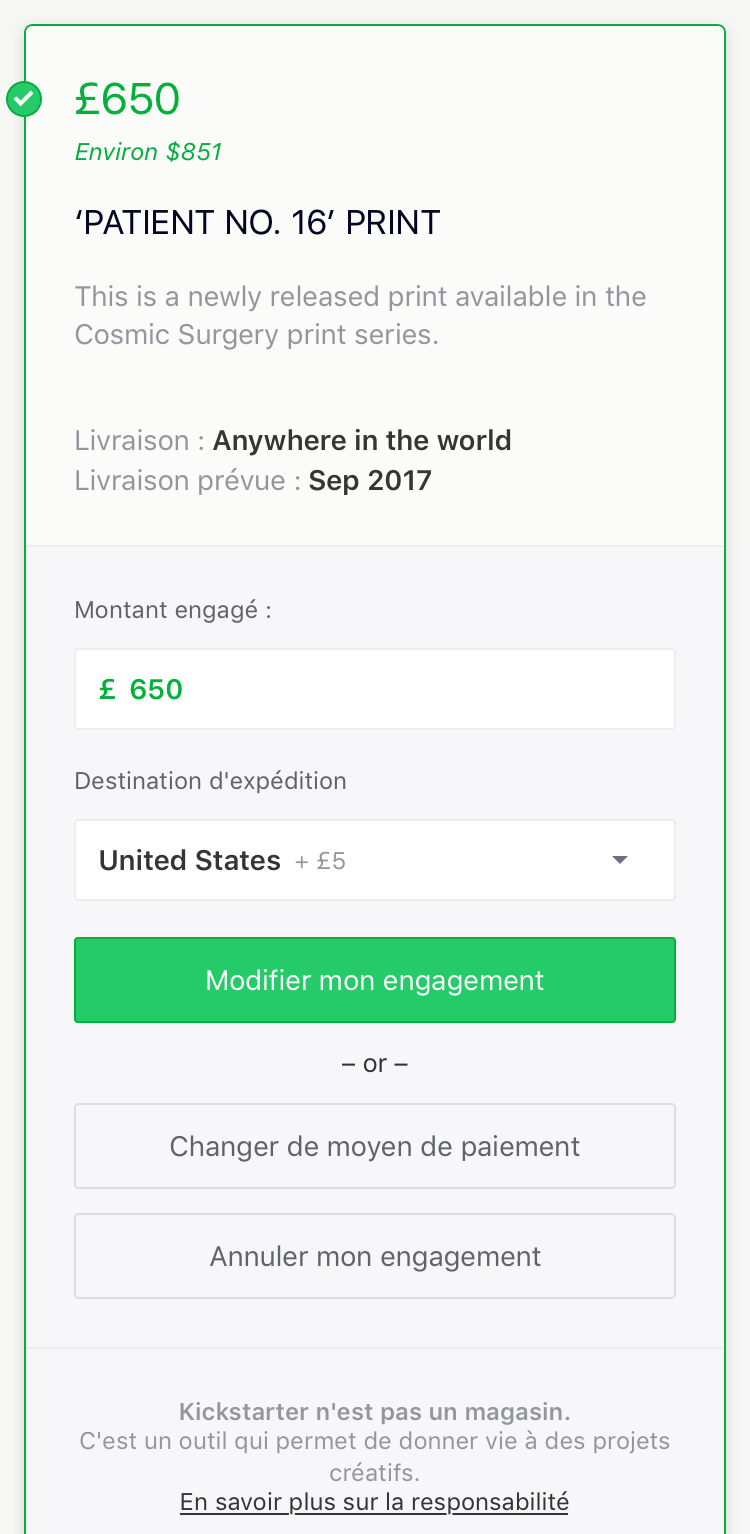 £650
Environ $851
‘PATIENT NO. 16’ PRINT
This is a newly released print available in the
Cosmic Surgery print series.
Livraison : Anywhere in the world
Livraison prévue : Sep 2017
Montant engagé :
£ 650
Destination d'expédition
United States + £5
Modifier mon engagement
– or –
Changer de moyen de paiement
Annuler mon engagement
Kickstarter n'est pas un magasin.
C'est un outil qui permet de donner vie à des projets
créatifs.
En savoir plus sur la responsabilité